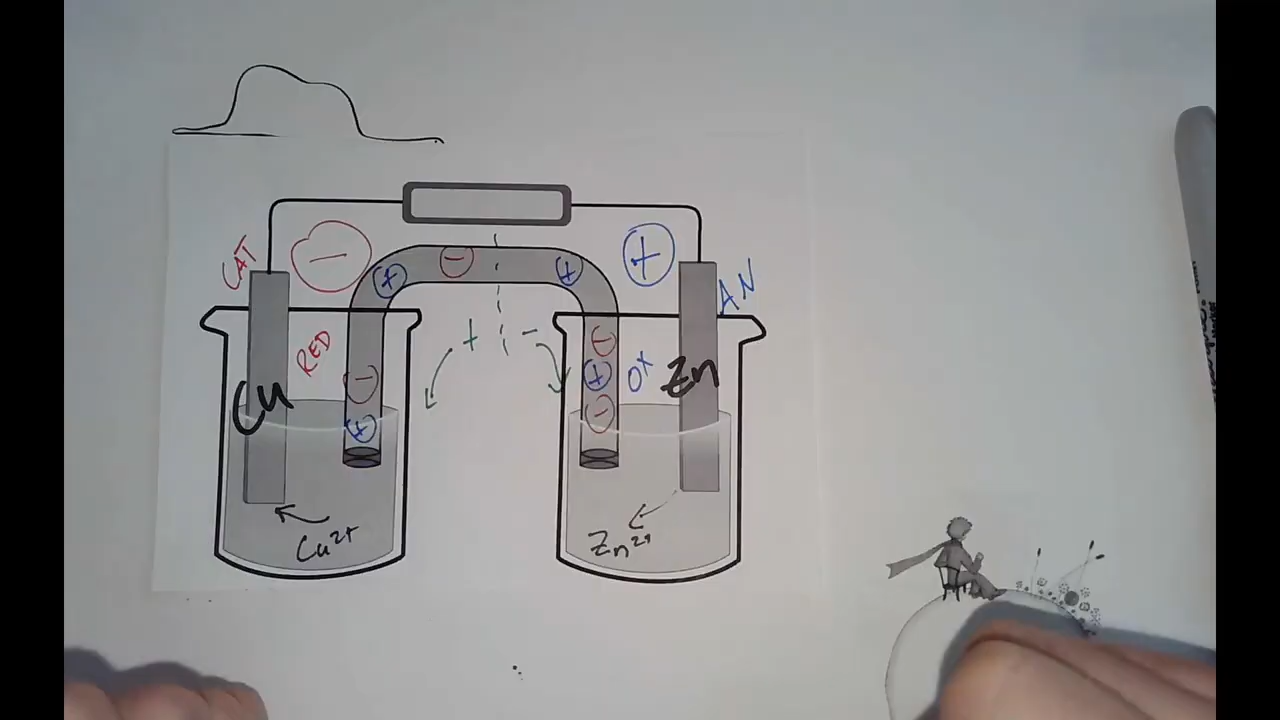 CAT
−
+
−
+
+
AN
RED
+ −
−
+
−
OX
Zn
Cu
−
+
Cu²⁺
Zn²⁺